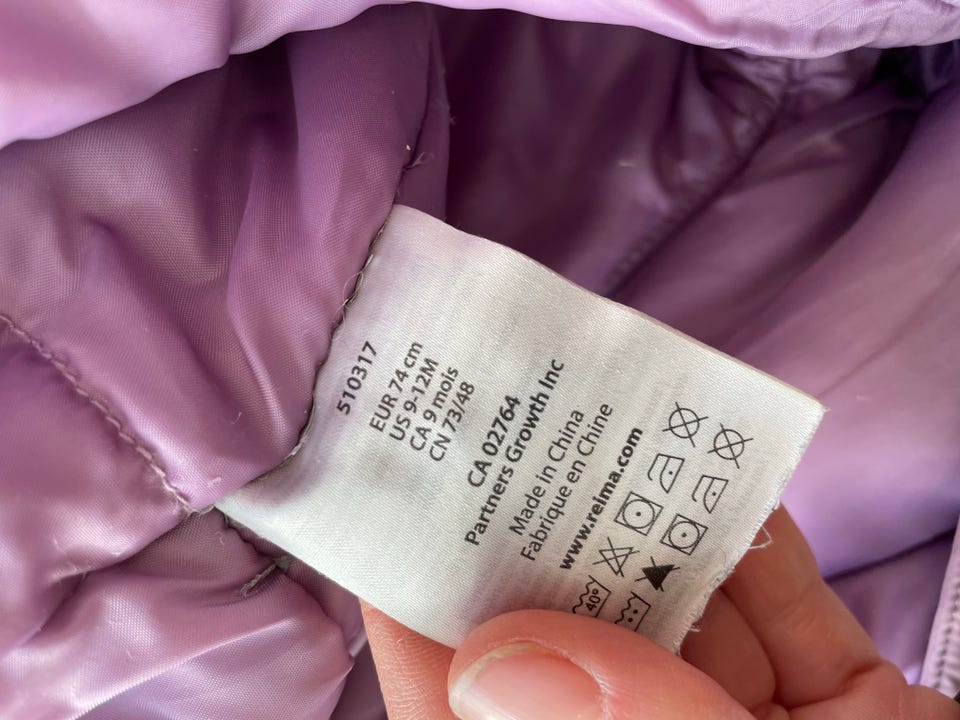 510317
EUR 74 cm
US 9-12M
CA 9 mois
CN 73/48
CA 02764
Partners Growth Inc
Made in China
Fabrique en Chine
www.reima.com
40°